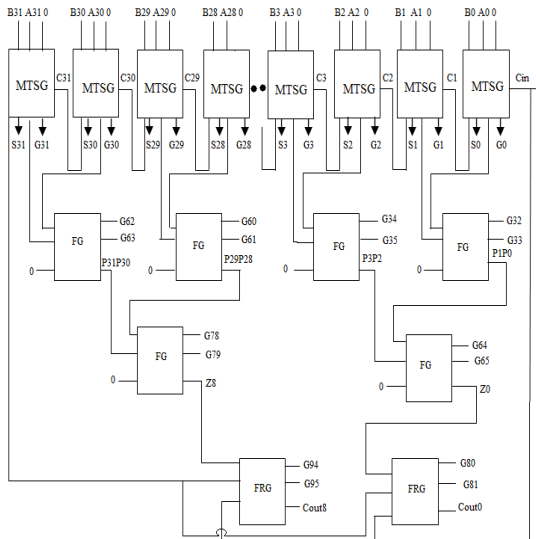 B31 A31 0 B30 A30 0 B29 A29 0 B28 A28 0 B3 A3 0 B2 A2 0 B1 A1 0 B0 A0 0
MTSG C31 MTSG C30 MTSG C29 MTSG MTSG C3 MTSG C2 MTSG C1 MTSG Cin
S31 G31 S30 G30 S29 G29 S28 G28 S3 G3 S2 G2 S1 G1 S0 G0
G62 G60 G34 G32
FG G63 FG G61 FG G35 FG G33
0 P31P30 0 P29P28 0 P3P2 0 P1P0
G78
FG G79
0 Z8
G64
FG G65
0 Z0
G94 G80
FRG G95 FRG G81
Cout8 Cout0